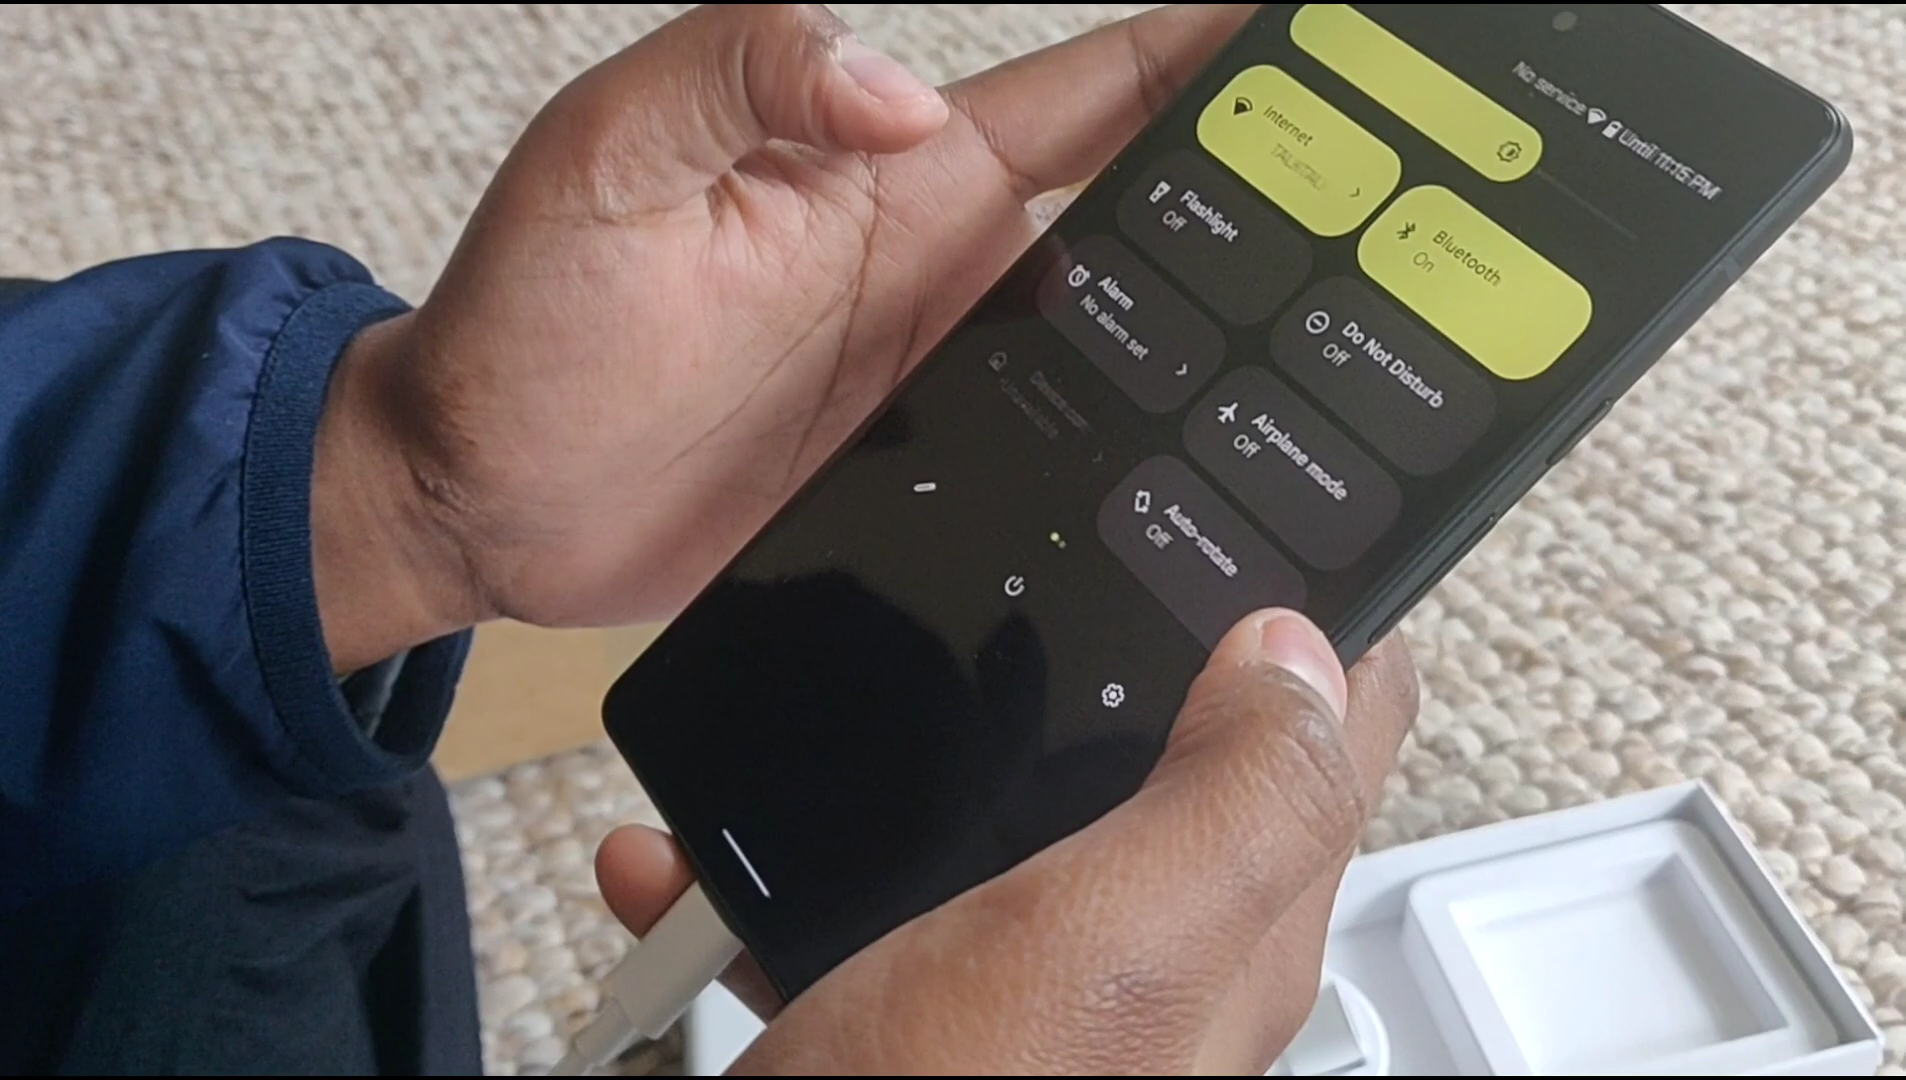 No service Until 11:15 PM
Internet
Bluetooth
On
Flashlight
Off
Do Not Disturb
Off
Alarm
No alarm set
Airplane mode
Off
Unavailable
Auto-rotate
Off